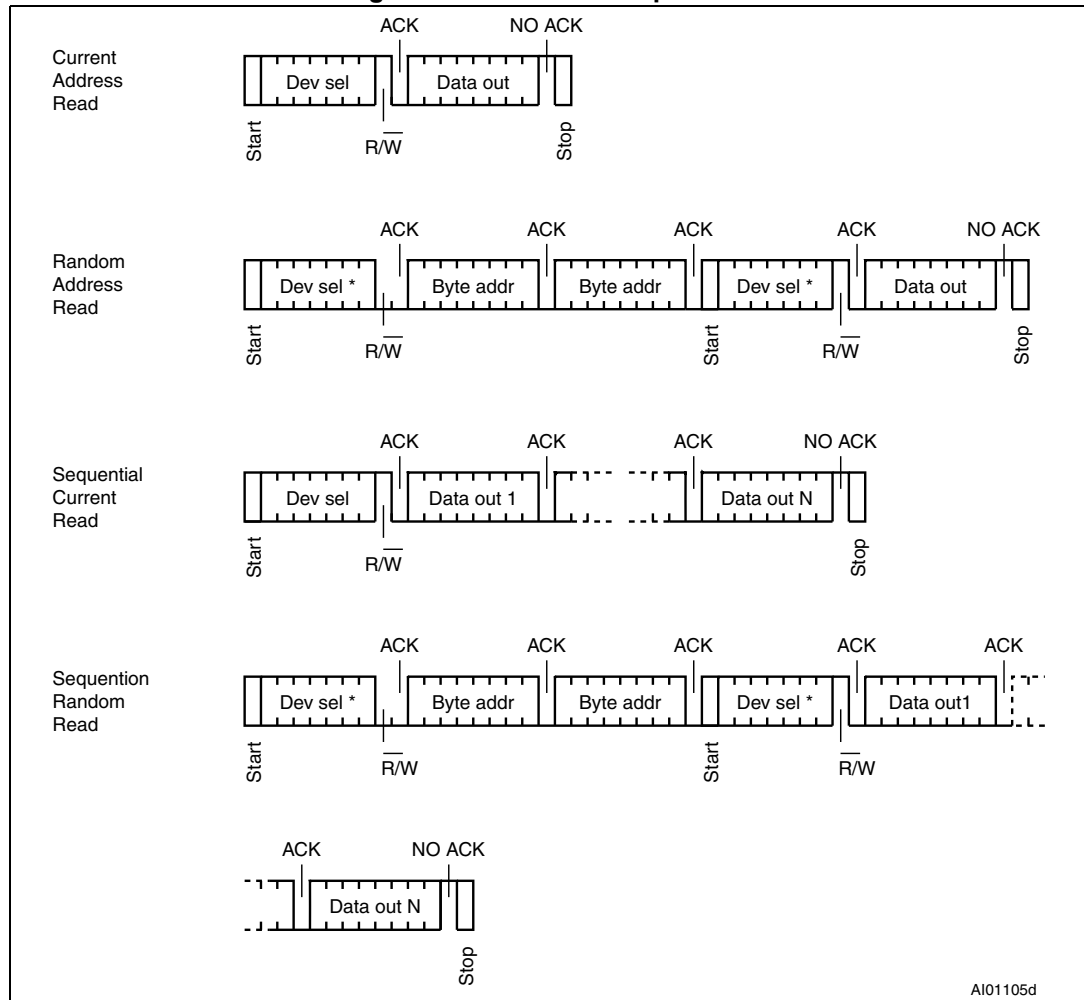 ACK NO ACK
Current
Address
Read
Dev sel Data out
Start R/W Stop
ACK ACK ACK ACK NO ACK
Random
Address
Read
Dev sel * Byte addr Byte addr Dev sel * Data out
Start R/W Start R/W Stop
ACK ACK ACK NO ACK
Sequential
Current
Read
Dev sel Data out 1 Data out N
Start R/W Stop
ACK ACK ACK ACK ACK
Sequention
Random
Read
Dev sel * Byte addr Byte addr Dev sel * Data out1
Start R/W Start R/W
ACK NO ACK
Data out N
Stop
AI01105d